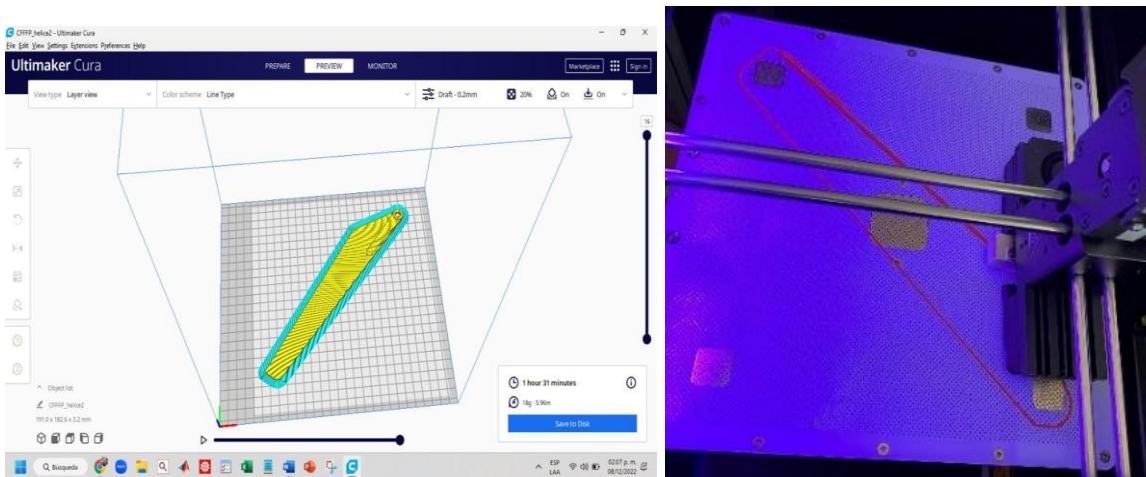 CFFFP_helice2 - Ultimaker Cura
File Edit View Settings Extensions Preferences Help
Ultimaker Cura
PREPARE PREVIEW MONITOR
Marketplace Sign in
View type Layer view
Color scheme Line Type
Draft - 0.2mm 20% On On
16
Object list
CFFFP_helice2
191.0 x 182.6 x 3.2 mm
1 hour 31 minutes
18g · 5.96m
Save to Disk
Búsqueda
ESP
LAA
02:07 p. m.
08/12/2022